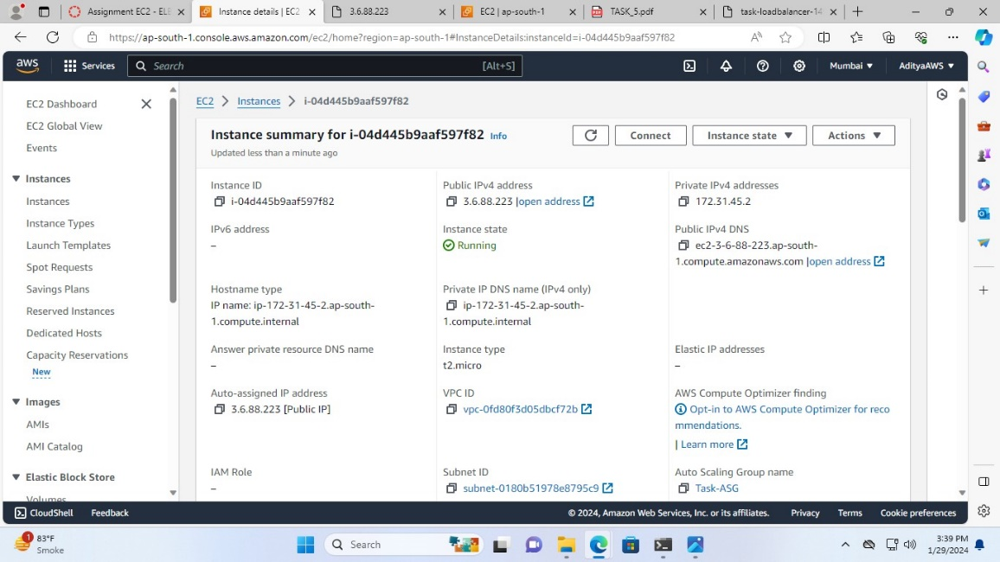 Assignment EC2 - ELE
Instance details | EC2
3.6.88.223
EC2 | ap-south-1
TASK_5.pdf
task-loadbalancer-14
https://ap-south-1.console.aws.amazon.com/ec2/home?region=ap-south-1#InstanceDetails:instanceId=i-04d445b9aaf597f82
aws
Services
Search
[Alt+S]
Mumbai
AdityaAWS
EC2 Dashboard
EC2 Global View
Events
Instances
Instances
Instance Types
Launch Templates
Spot Requests
Savings Plans
Reserved Instances
Dedicated Hosts
Capacity Reservations
New
Images
AMIs
AMI Catalog
Elastic Block Store
Volumes
EC2 > Instances > i-04d445b9aaf597f82
Instance summary for i-04d445b9aaf597f82 Info
Updated less than a minute ago
Connect
Instance state
Actions
Instance ID
i-04d445b9aaf597f82
Public IPv4 address
3.6.88.223 |open address
Private IPv4 addresses
172.31.45.2
IPv6 address
–
Instance state
Running
Public IPv4 DNS
ec2-3-6-88-223.ap-south-
1.compute.amazonaws.com |open address
Hostname type
IP name: ip-172-31-45-2.ap-south-
1.compute.internal
Private IP DNS name (IPv4 only)
ip-172-31-45-2.ap-south-
1.compute.internal
Answer private resource DNS name
–
Instance type
t2.micro
Elastic IP addresses
–
Auto-assigned IP address
3.6.88.223 [Public IP]
VPC ID
vpc-0fd80f3d05dbcf72b
AWS Compute Optimizer finding
Opt-in to AWS Compute Optimizer for reco
mmendations.
| Learn more
IAM Role
–
Subnet ID
subnet-0180b51978e8795c9
Auto Scaling Group name
Task-ASG
CloudShell
Feedback
© 2024, Amazon Web Services, Inc. or its affiliates.
Privacy
Terms
Cookie preferences
1
83°F
Smoke
Search
3:39 PM
1/29/2024